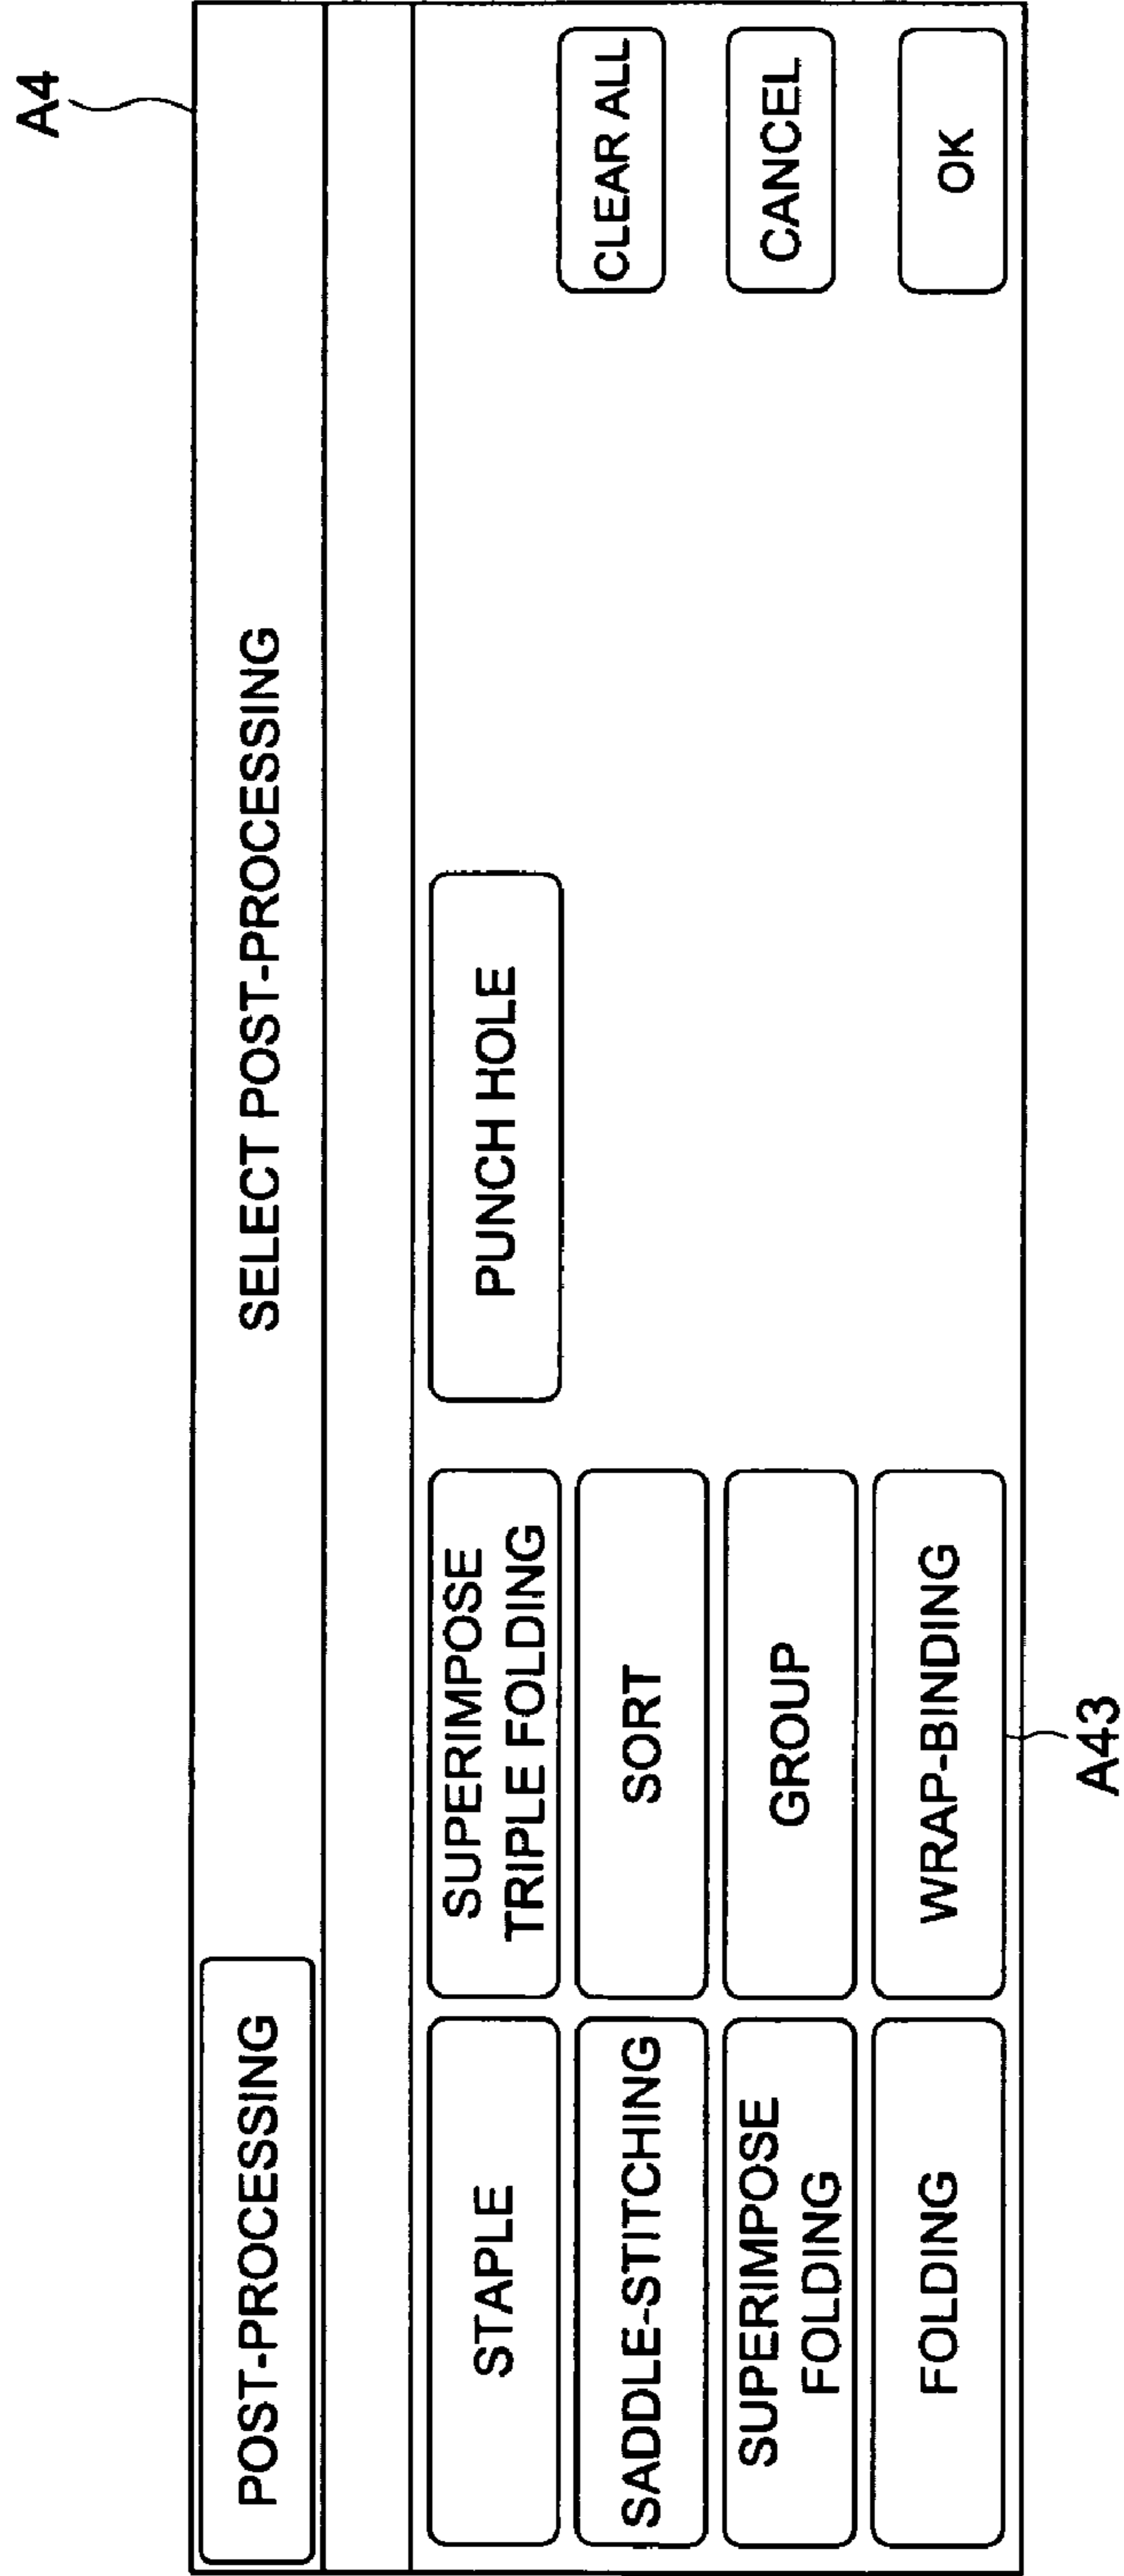 A4
POST-PROCESSING
SELECT POST-PROCESSING
STAPLE
SUPERIMPOSE
TRIPLE FOLDING
PUNCH HOLE
SADDLE-STITCHING
SORT
CLEAR ALL
SUPERIMPOSE
FOLDING
GROUP
CANCEL
FOLDING
WRAP-BINDING
OK
A43